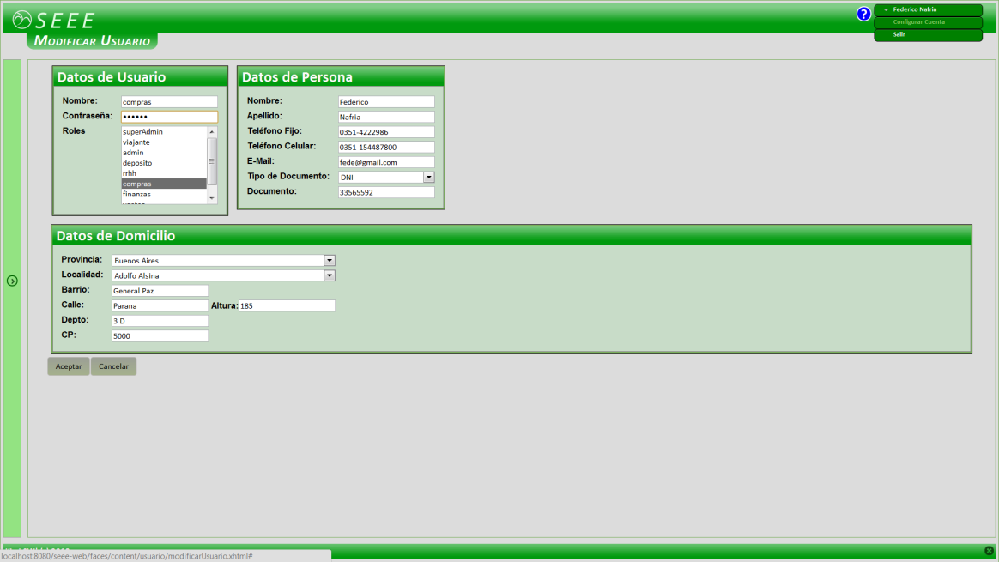 SEEE
Modificar Usuario
?
Federico Nafria
Configurar Cuenta
Salir
Datos de Usuario
Nombre: compras
Contraseña: ••••••
Roles
superAdmin
viajante
admin
deposito
rrhh
compras
finanzas
Datos de Persona
Nombre: Federico
Apellido: Nafria
Teléfono Fijo: 0351-4222986
Teléfono Celular: 0351-154487800
E-Mail: fede@gmail.com
Tipo de Documento: DNI
Documento: 33565592
Datos de Domicilio
Provincia: Buenos Aires
Localidad: Adolfo Alsina
Barrio: General Paz
Calle: Parana Altura: 185
Depto: 3 D
CP: 5000
Aceptar Cancelar
localhost:8080/seee-web/faces/content/usuario/modificarUsuario.xhtml#